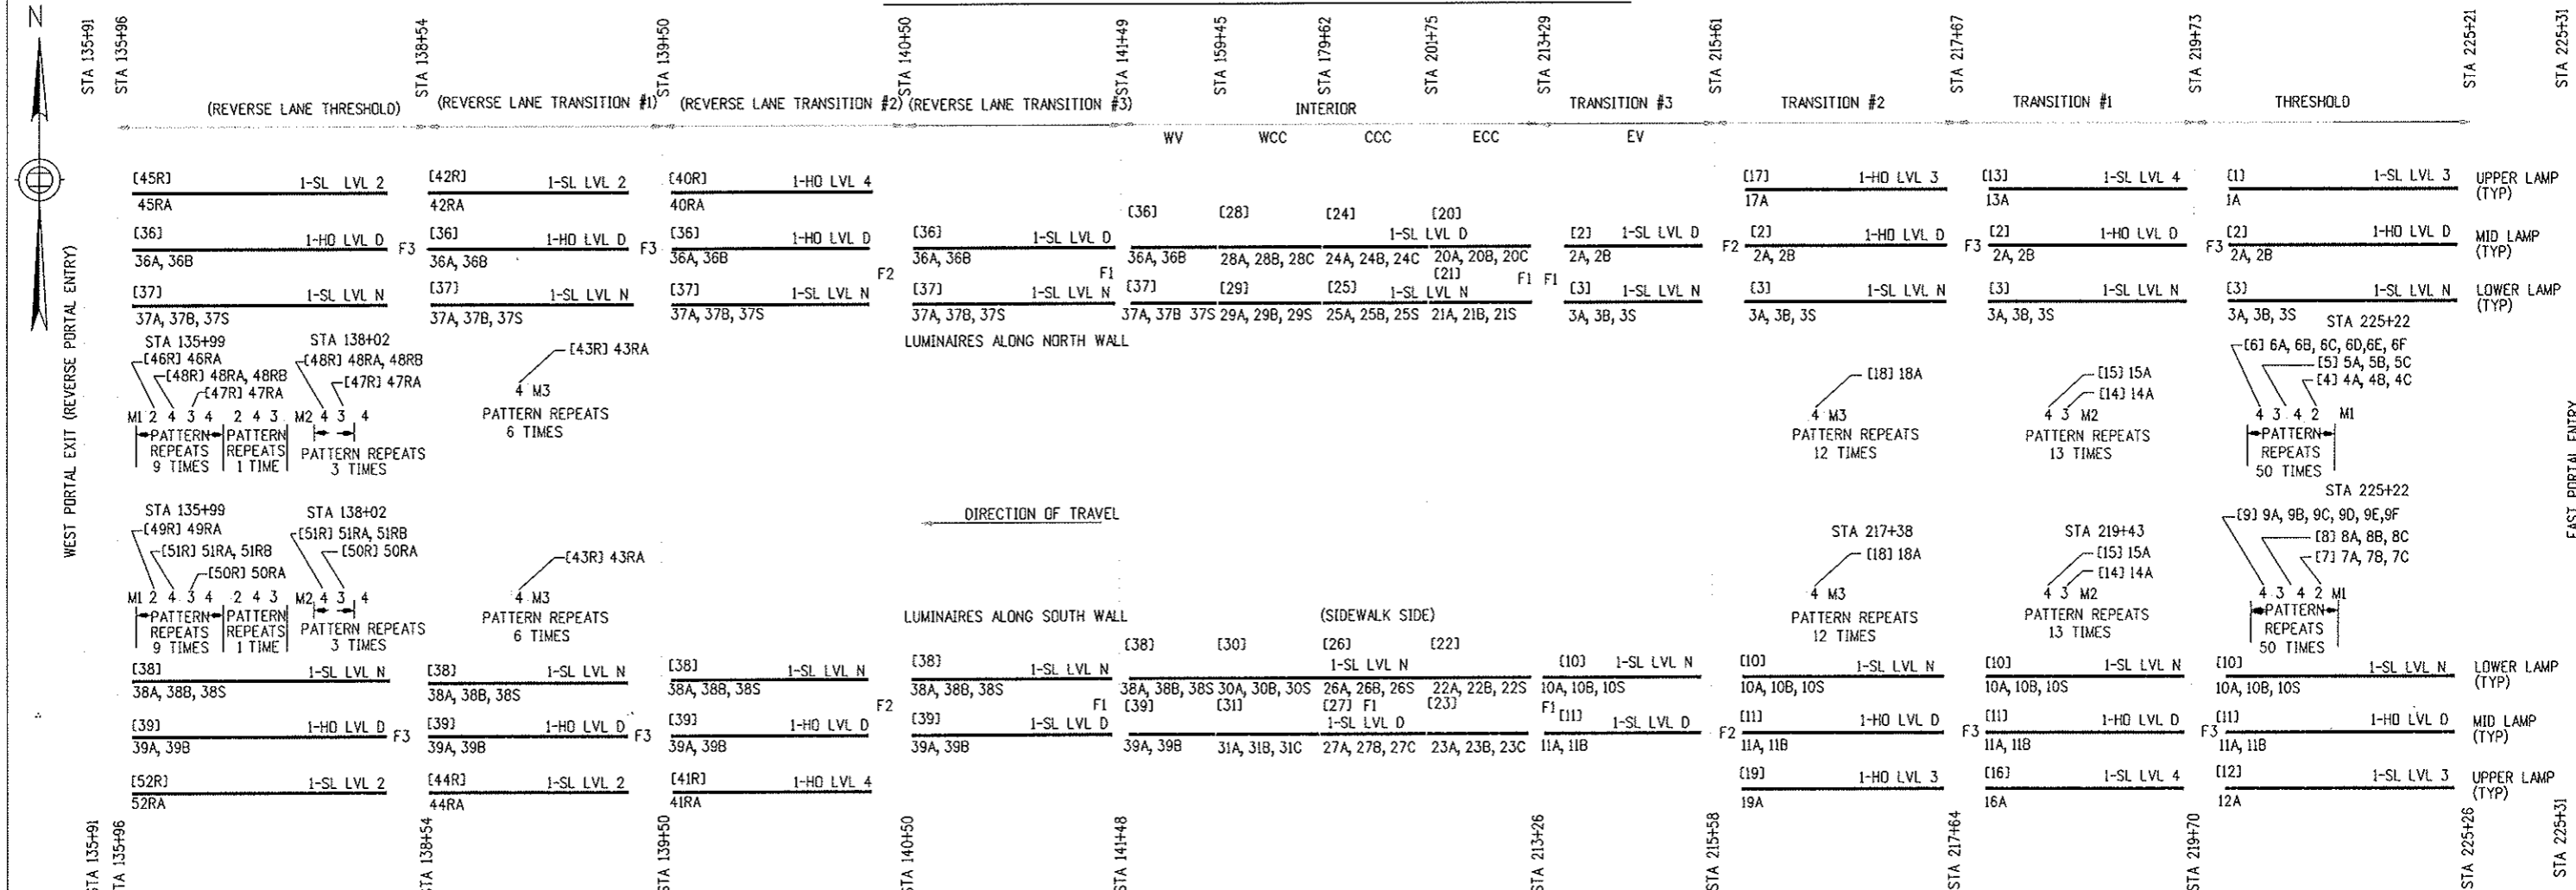 N
STA 135+91
STA 135+96
STA 138+54
STA 139+50
STA 140+50
STA 141+49
STA 159+45
STA 179+62
STA 201+75
STA 213+29
STA 215+61
STA 217+67
STA 219+73
STA 225+21
STA 225+31
(REVERSE LANE THRESHOLD)
(REVERSE LANE TRANSITION #1)
(REVERSE LANE TRANSITION #2)
(REVERSE LANE TRANSITION #3)
INTERIOR
TRANSITION #3
TRANSITION #2
TRANSITION #1
THRESHOLD
WV
WCC
CCC
ECC
EV
[45R] 1-SL LVL 2
45RA
[42R] 1-SL LVL 2
42RA
[40R] 1-HO LVL 4
40RA
[17] 1-HO LVL 3
17A
[13] 1-SL LVL 4
13A
[1] 1-SL LVL 3
1A
UPPER LAMP
(TYP)
[36] 1-HO LVL D
36A, 36B
F3
[36] 1-HO LVL D
36A, 36B
F3
[36] 1-HO LVL D
36A, 36B
F2
[36] 1-SL LVL D
36A, 36B
F1
[36] [28] [24] [20]
1-SL LVL D
36A, 36B 28A, 28B, 28C 24A, 24B, 24C 20A, 20B, 20C
F1 F1
[2] 1-SL LVL D
2A, 2B
F2
[2] 1-HO LVL D
2A, 2B
F3
[2] 1-HO LVL D
2A, 2B
F3
[2] 1-HO LVL D
2A, 2B
MID LAMP
(TYP)
[37] 1-SL LVL N
37A, 37B, 37S
[37] 1-SL LVL N
37A, 37B, 37S
[37] 1-SL LVL N
37A, 37B, 37S
[37] 1-SL LVL N
37A, 37B, 37S
[37] [29] [25] 1-SL LVL N [21]
37A, 37B 37S 29A, 29B, 29S 25A, 25B, 25S 21A, 21B, 21S
[3] 1-SL LVL N
3A, 3B, 3S
[3] 1-SL LVL N
3A, 3B, 3S
[3] 1-SL LVL N
3A, 3B, 3S
[3] 1-SL LVL N
3A, 3B, 3S
LOWER LAMP
(TYP)
LUMINAIRES ALONG NORTH WALL
WEST PORTAL EXIT (REVERSE PORTAL ENTRY)
EAST PORTAL ENTRY
STA 135+99
[46R] 46RA
[48R] 48RA, 48RB
[47R] 47RA
M1 2 4 3 4 2 4 3
PATTERN
REPEATS
9 TIMES
PATTERN
REPEATS
1 TIME
STA 138+02
[48R] 48RA, 48RB
[47R] 47RA
M2 4 3 4
PATTERN REPEATS
3 TIMES
[43R] 43RA
4 M3
PATTERN REPEATS
6 TIMES
[18] 18A
4 M3
PATTERN REPEATS
12 TIMES
[15] 15A
[14] 14A
4 3 M2
PATTERN REPEATS
13 TIMES
STA 225+22
[6] 6A, 6B, 6C, 6D, 6E, 6F
[5] 5A, 5B, 5C
[4] 4A, 4B, 4C
4 3 4 2 M1
PATTERN
REPEATS
50 TIMES
DIRECTION OF TRAVEL
STA 135+99
[49R] 49RA
[51R] 51RA, 51RB
[50R] 50RA
M1 2 4 3 4 2 4 3
PATTERN
REPEATS
9 TIMES
PATTERN
REPEATS
1 TIME
STA 138+02
[51R] 51RA, 51RB
[50R] 50RA
M2 4 3 4
PATTERN REPEATS
3 TIMES
[43R] 43RA
4 M3
PATTERN REPEATS
6 TIMES
STA 217+38
[18] 18A
4 M3
PATTERN REPEATS
12 TIMES
STA 219+43
[15] 15A
[14] 14A
4 3 M2
PATTERN REPEATS
13 TIMES
STA 225+22
[9] 9A, 9B, 9C, 9D, 9E, 9F
[8] 8A, 8B, 8C
[7] 7A, 7B, 7C
4 3 4 2 M1
PATTERN
REPEATS
50 TIMES
LUMINAIRES ALONG SOUTH WALL
(SIDEWALK SIDE)
[38] 1-SL LVL N
38A, 38B, 38S
[38] 1-SL LVL N
38A, 38B, 38S
[38] 1-SL LVL N
38A, 38B, 38S
F2
[38] 1-SL LVL N
38A, 38B, 38S
F1
[38] [30] [26] [22]
1-SL LVL N
38A, 38B, 38S 30A, 30B, 30S 26A, 26B, 26S 22A, 22B, 22S
[10] 1-SL LVL N
10A, 10B, 10S
[10] 1-SL LVL N
10A, 10B, 10S
[10] 1-SL LVL N
10A, 10B, 10S
[10] 1-SL LVL N
10A, 10B, 10S
LOWER LAMP
(TYP)
[39] 1-HO LVL D
39A, 39B
F3
[39] 1-HO LVL D
39A, 39B
F3
[39] 1-HO LVL D
39A, 39B
[39] 1-SL LVL D
39A, 39B
[39] [31] [27] F1 [23]
1-SL LVL D
39A, 39B 31A, 31B, 31C 27A, 27B, 27C 23A, 23B, 23C
F1
[11] 1-SL LVL D
11A, 11B
F2
[11] 1-HO LVL D
11A, 11B
F3
[11] 1-HO LVL D
11A, 11B
F3
[11] 1-HO LVL D
11A, 11B
MID LAMP
(TYP)
[52R] 1-SL LVL 2
52RA
[44R] 1-SL LVL 2
44RA
[41R] 1-HO LVL 4
41RA
[19] 1-HO LVL 3
19A
[16] 1-SL LVL 4
16A
[12] 1-SL LVL 3
12A
UPPER LAMP
(TYP)
STA 135+91
STA 135+96
STA 138+54
STA 139+50
STA 140+50
STA 141+48
STA 213+26
STA 215+58
STA 217+64
STA 219+70
STA 225+26
STA 225+31